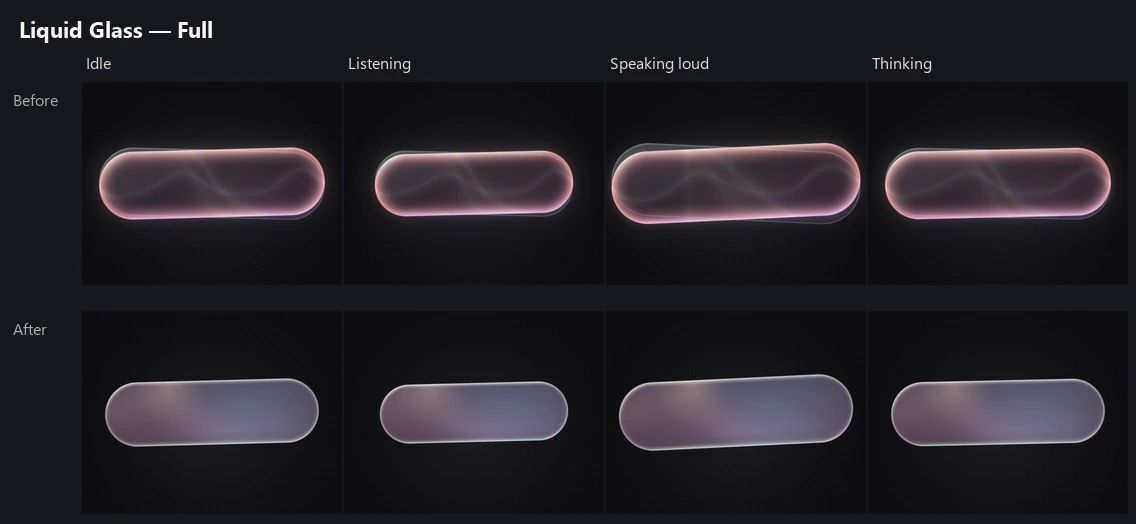 Liquid Glass — Full
Idle Listening Speaking loud Thinking
Before
After